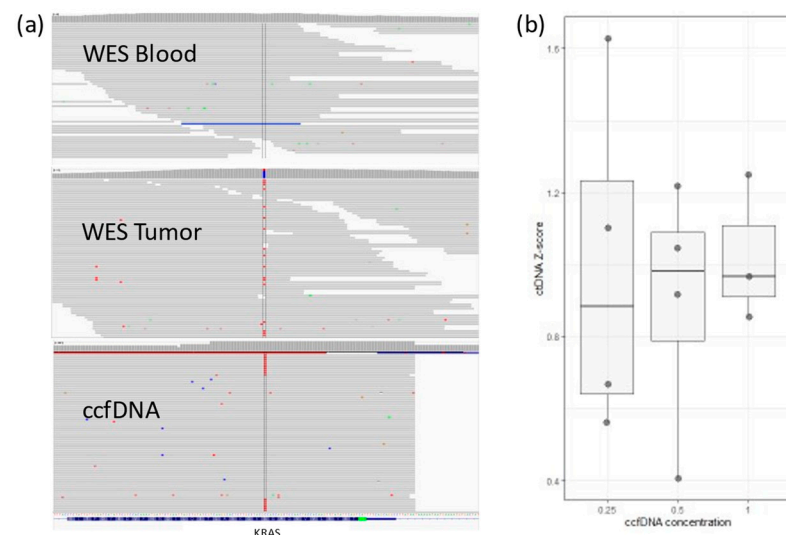 (a)
WES Blood
WES Tumor
ccfDNA
KRAS
(b)
1.6
1.2
0.8
0.4
ctDNA Z-score
0.25
0.5
1
ccfDNA concentration